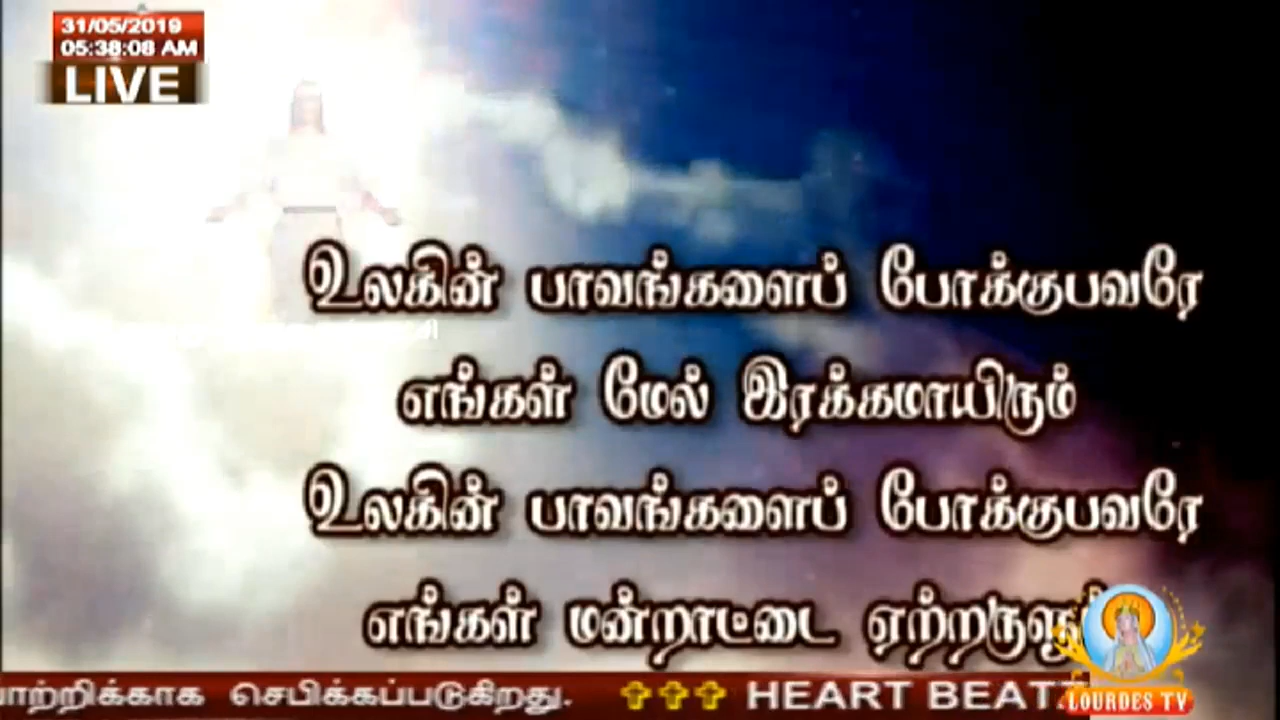 31/05/2019
05:38:08 AM
LIVE
உலகின் பாவங்களைப் போக்குபவரே
எங்கள் மேல் இரக்கமாயிரும்
உலகின் பாவங்களைப் போக்குபவரே
எங்கள் மன்றாட்டை
செபிக்கப்படுகிறது. ✞✞✞ HEART BEAT
LOURDES TV